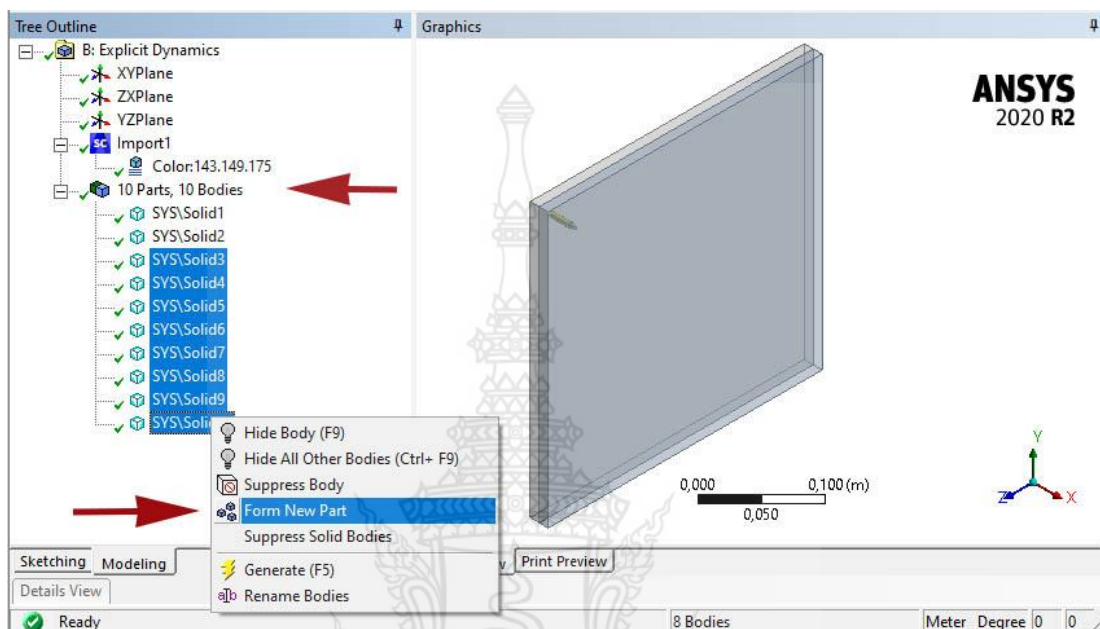 Tree Outline
Graphics
B: Explicit Dynamics
XYPlane
ZXPlane
YZPlane
Import1
Color:143.149.175
10 Parts, 10 Bodies
SYS\Solid1
SYS\Solid2
SYS\Solid3
SYS\Solid4
SYS\Solid5
SYS\Solid6
SYS\Solid7
SYS\Solid8
SYS\Solid9
SYS\Solid
Hide Body (F9)
Hide All Other Bodies (Ctrl+ F9)
Suppress Body
Form New Part
Suppress Solid Bodies
Generate (F5)
Rename Bodies
ANSYS
2020 R2
0,000
0,100 (m)
0,050
Y
Z
X
Sketching
Modeling
Print Preview
Details View
Ready
8 Bodies
Meter
Degree
0
0